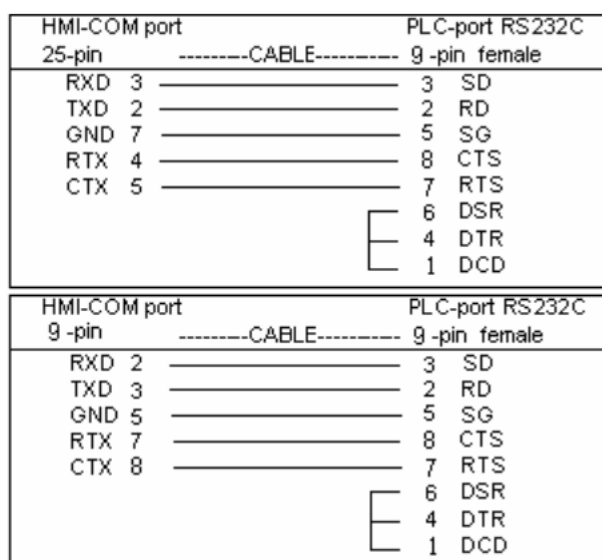 HMI-COM port PLC-port RS232C
25-pin ---------CABLE----------- 9 -pin female
RXD 3 3 SD
TXD 2 2 RD
GND 7 5 SG
RTX 4 8 CTS
CTX 5 7 RTS
6 DSR
4 DTR
1 DCD
HMI-COM port PLC-port RS232C
9 -pin ---------CABLE----------- 9 -pin female
RXD 2 3 SD
TXD 3 2 RD
GND 5 5 SG
RTX 7 8 CTS
CTX 8 7 RTS
6 DSR
4 DTR
1 DCD